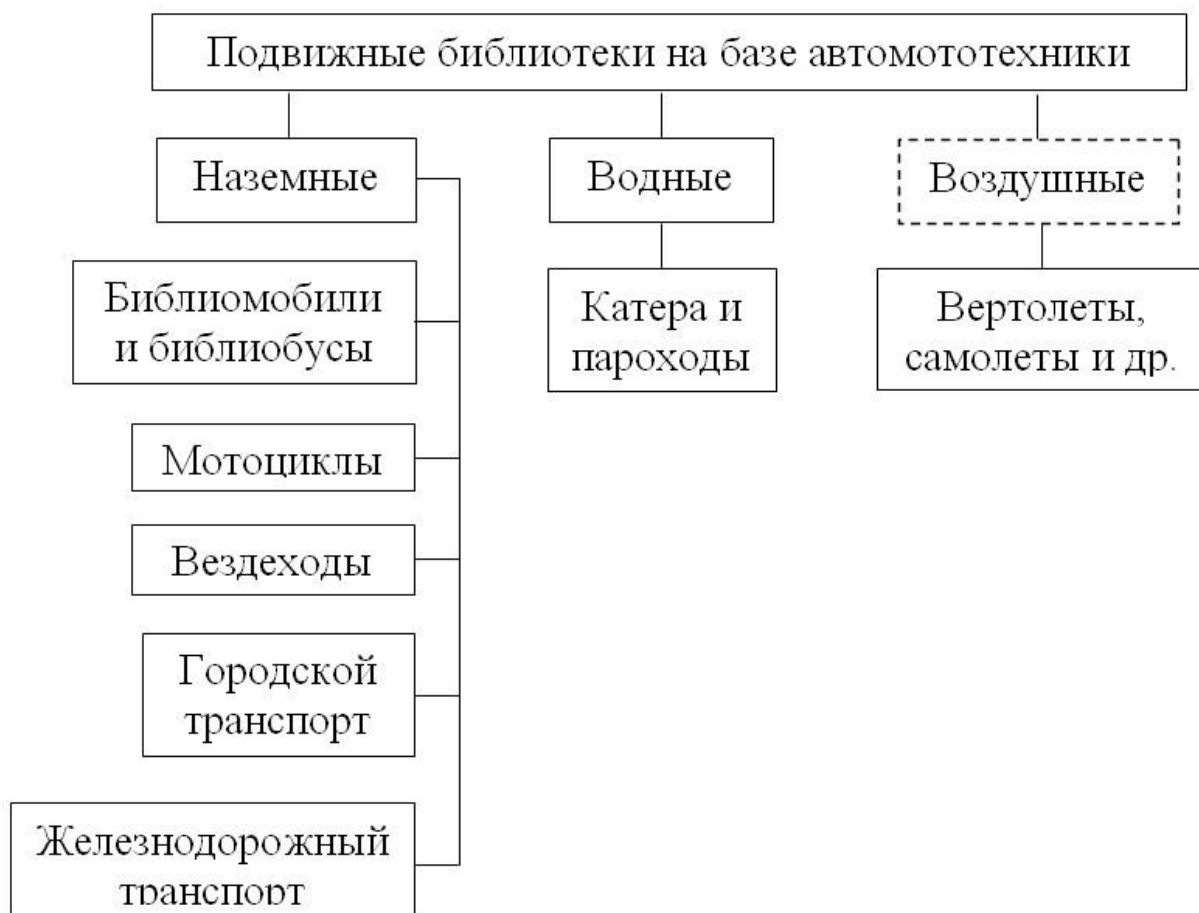 Подвижные библиотеки на базе автомототехники
Наземные
Водные
Воздушные
Библиомобили
и библиобусы
Катера и
пароходы
Вертолеты,
самолеты и др.
Мотоциклы
Вездеходы
Городской
транспорт
Железнодорожный
транспорт